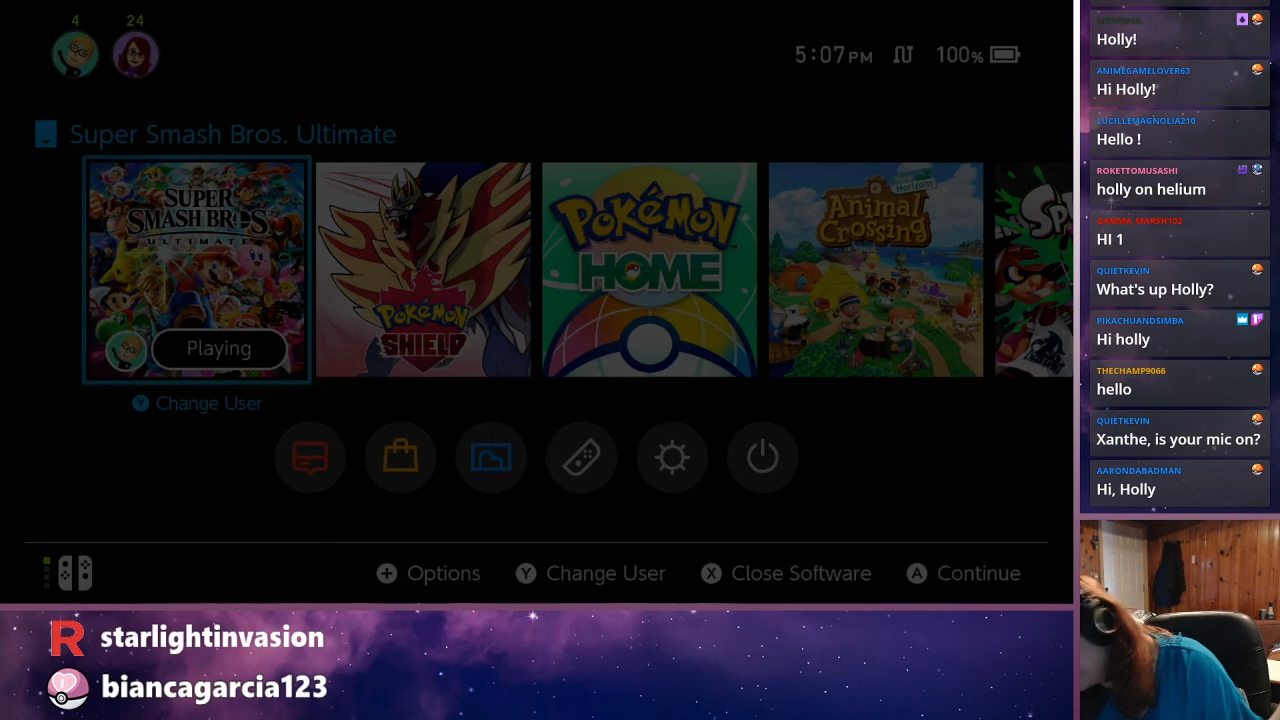 4 24
5:07 PM 100%
Super Smash Bros. Ultimate
SUPER
SMASH BROS.
ULTIMATE
Playing
POKÉMON
SHIELD
POKÉMON
HOME
New
Horizons
Animal
Crossing
SPL
Change User
Options
Change User
Close Software
Continue
Y
+
Y
X
A
R starlightinvasion
biancagarcia123
Holly!
ANIMEGAMELOVER63
Hi Holly!
LUCILLEMAGNOLIA210
Hello !
ROKETTOMUSASHI
holly on helium
HI 1
QUIETKEVIN
What's up Holly?
PIKACHUANDSIMBA
Hi holly
THECHAMP9066
hello
QUIETKEVIN
Xanthe, is your mic on?
AARONDABADMAN
Hi, Holly